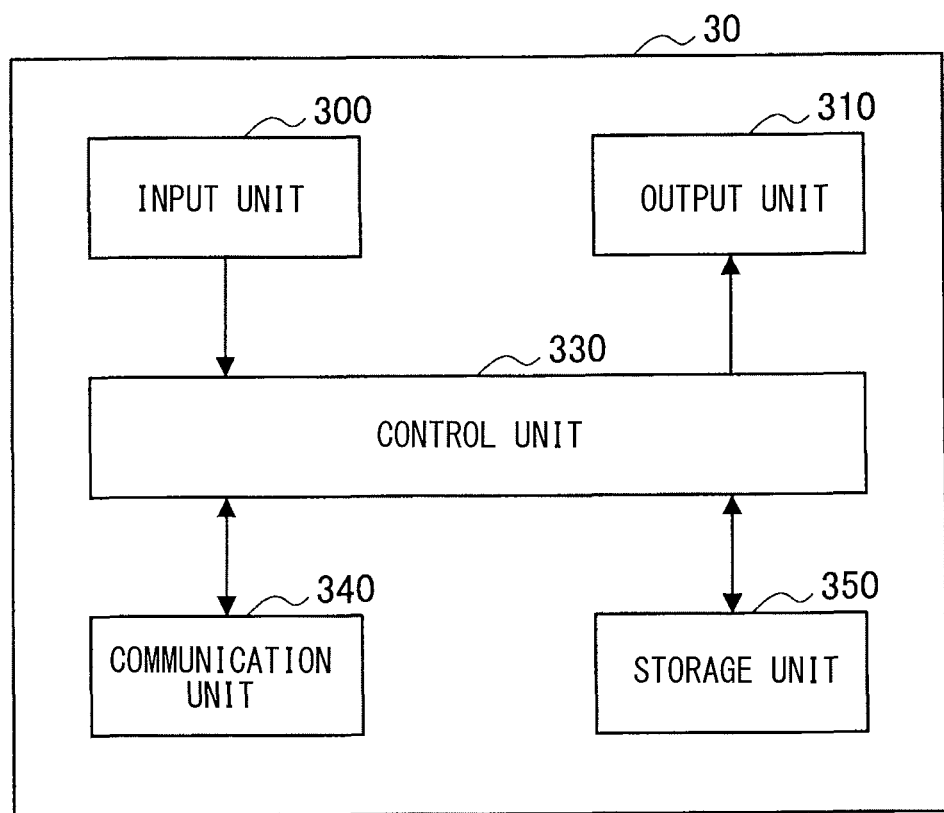 30
300
310
INPUT UNIT
OUTPUT UNIT
330
CONTROL UNIT
340
350
COMMUNICATION
UNIT
STORAGE UNIT